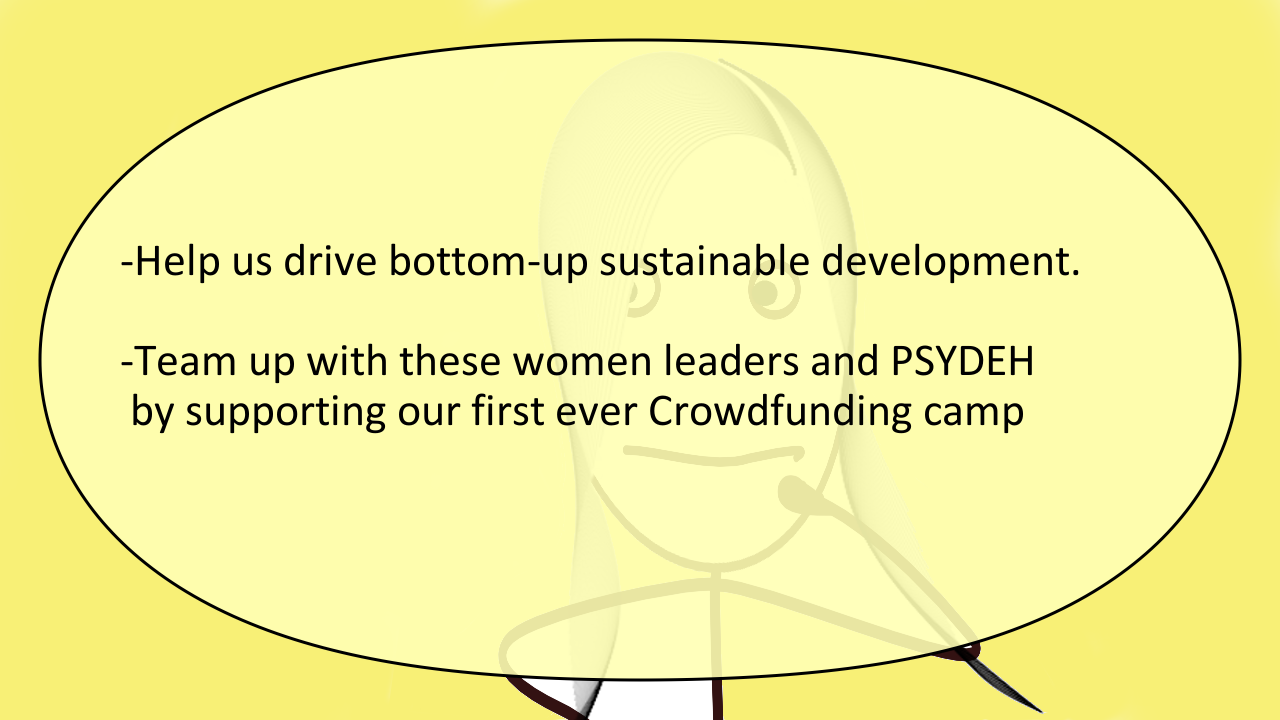 -Help us drive bottom-up sustainable development.
-Team up with these women leaders and PSYDEH
by supporting our first ever Crowdfunding camp